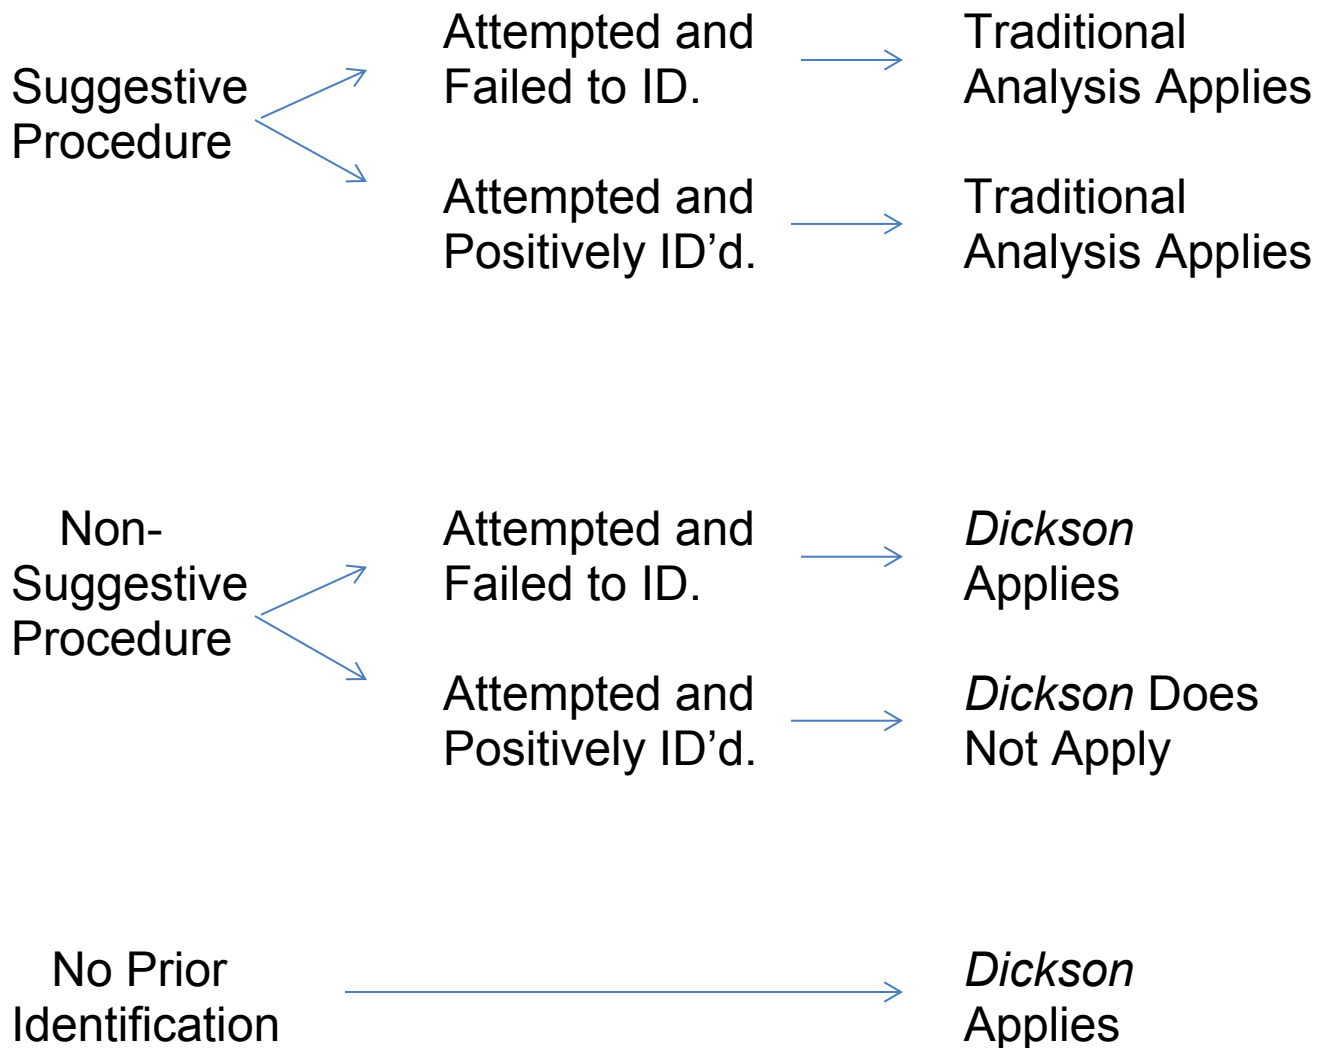 Suggestive
Procedure
Attempted and
Failed to ID.
Traditional
Analysis Applies
Attempted and
Positively ID’d.
Traditional
Analysis Applies
Non-
Suggestive
Procedure
Attempted and
Failed to ID.
Dickson
Applies
Attempted and
Positively ID’d.
Dickson Does
Not Apply
No Prior
Identification
Dickson
Applies